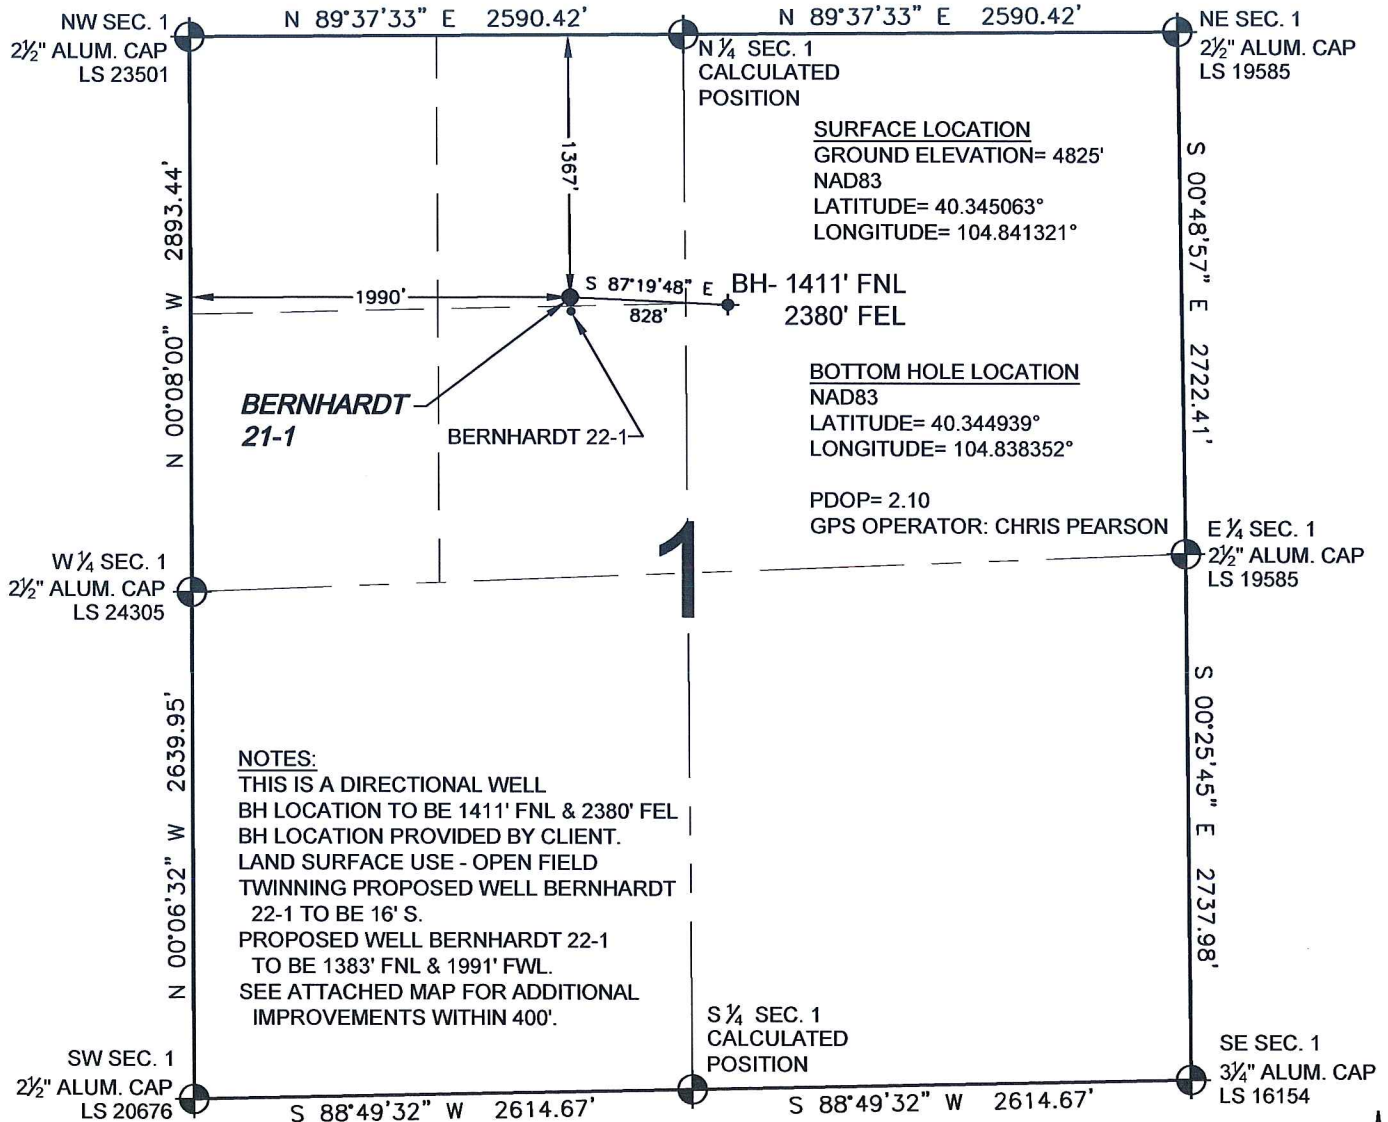 N 89°37'33" E 2590.42'
N 89°37'33" E 2590.42'
NW SEC. 1
2½" ALUM. CAP
LS 23501
N ¼ SEC. 1
CALCULATED
POSITION
NE SEC. 1
2½" ALUM. CAP
LS 19585
SURFACE LOCATION
GROUND ELEVATION= 4825'
NAD83
LATITUDE= 40.345063°
LONGITUDE= 104.841321°
1367'
N 00°08'00" W 2893.44'
S 00°48'57" E 2722.41'
1990'
S 87°19'48" E
828'
BH- 1411' FNL
2380' FEL
BERNHARDT
21-1
BERNHARDT 22-1
BOTTOM HOLE LOCATION
NAD83
LATITUDE= 40.344939°
LONGITUDE= 104.838352°
PDOP= 2.10
GPS OPERATOR: CHRIS PEARSON
W ¼ SEC. 1
2½" ALUM. CAP
LS 24305
1
E ¼ SEC. 1
2½" ALUM. CAP
LS 19585
N 00°06'32" W 2639.95'
S 00°25'45" E 2737.98'
NOTES:
THIS IS A DIRECTIONAL WELL
BH LOCATION TO BE 1411' FNL & 2380' FEL
BH LOCATION PROVIDED BY CLIENT.
LAND SURFACE USE - OPEN FIELD
TWINNING PROPOSED WELL BERNHARDT
22-1 TO BE 16' S.
PROPOSED WELL BERNHARDT 22-1
TO BE 1383' FNL & 1991' FWL.
SEE ATTACHED MAP FOR ADDITIONAL
IMPROVEMENTS WITHIN 400'.
SW SEC. 1
2½" ALUM. CAP
LS 20676
S ¼ SEC. 1
CALCULATED
POSITION
SE SEC. 1
3¼" ALUM. CAP
LS 16154
S 88°49'32" W 2614.67'
S 88°49'32" W 2614.67'